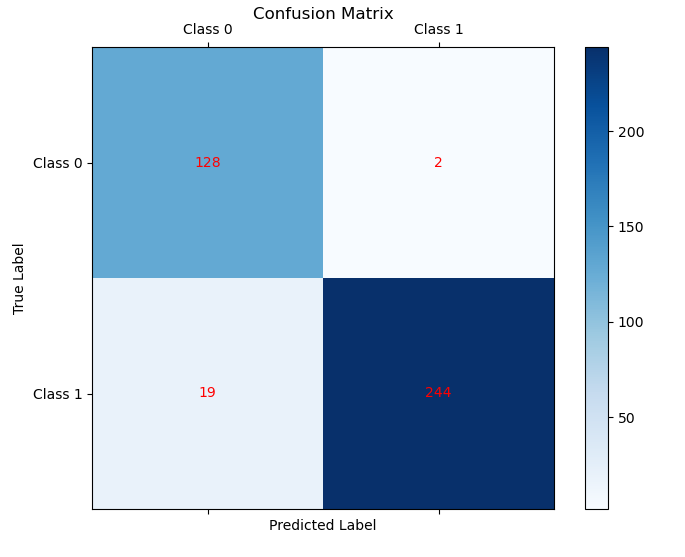 Confusion Matrix
Class 0 Class 1
Class 0 128 2
Class 1 19 244
True Label
Predicted Label
200
150
100
50